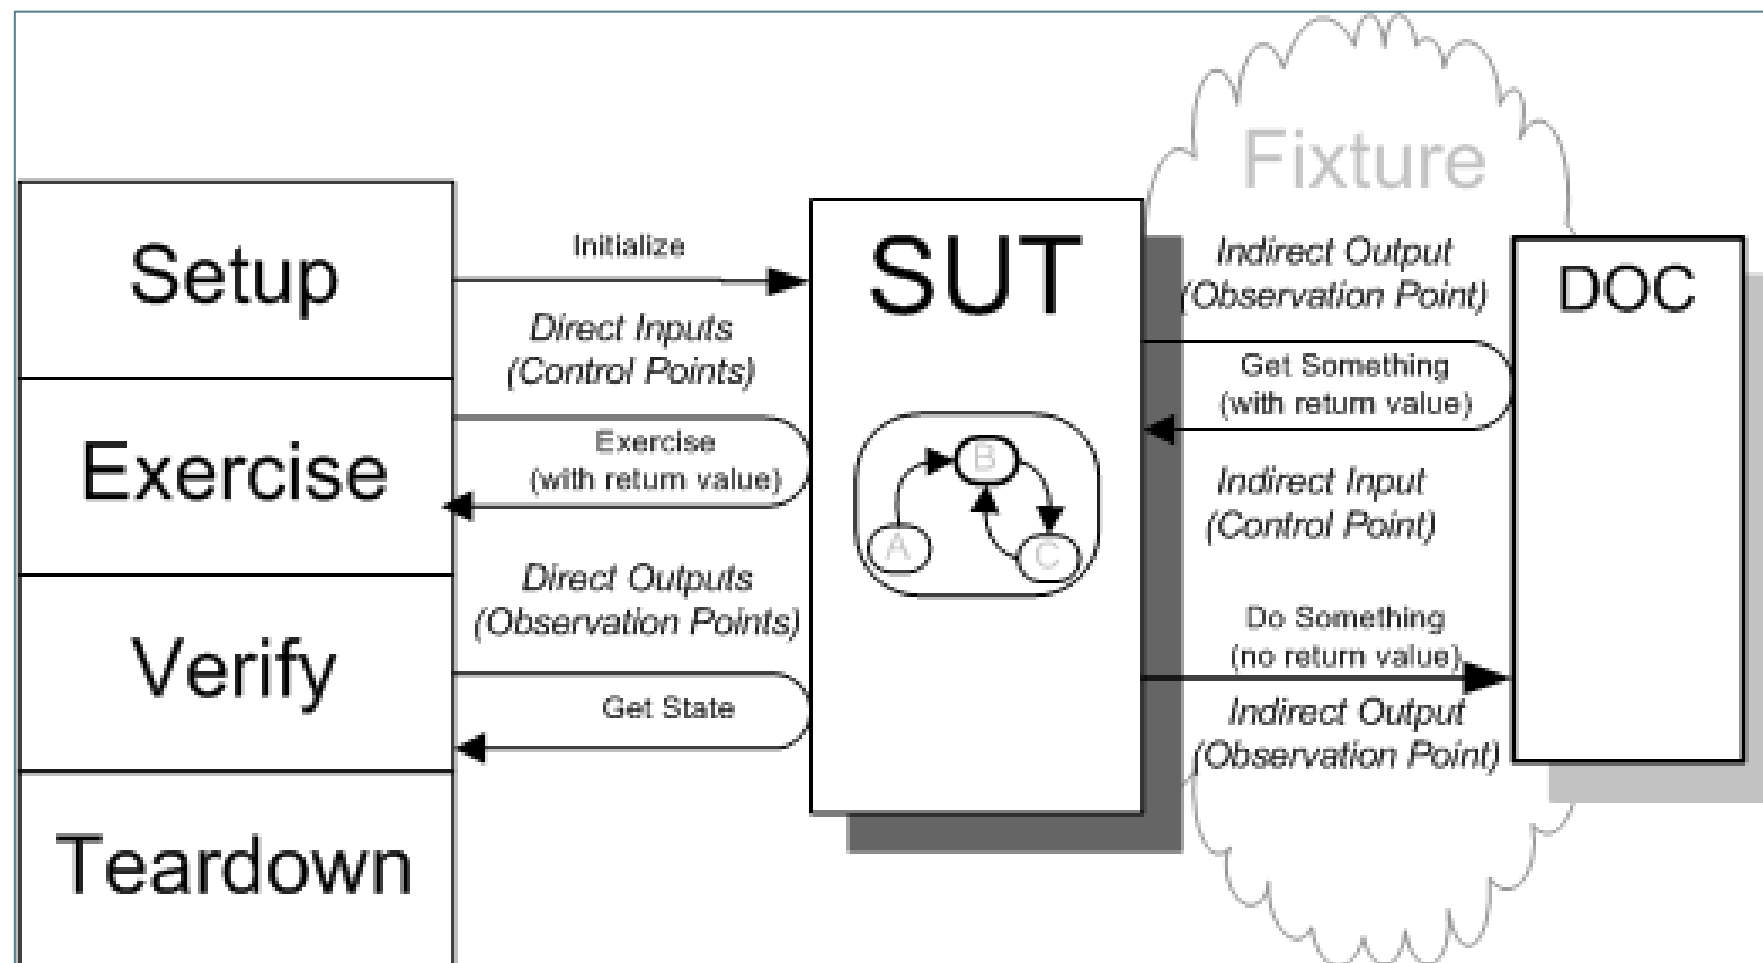 Fixture
Setup
Initialize
SUT
Indirect Output
(Observation Point)
DOC
Direct Inputs
(Control Points)
Get Something
(with return value)
Exercise
Exercise
(with return value)
B
A
C
Indirect Input
(Control Point)
Direct Outputs
(Observation Points)
Verify
Get State
Do Something
(no return value)
Indirect Output
(Observation Point)
Teardown